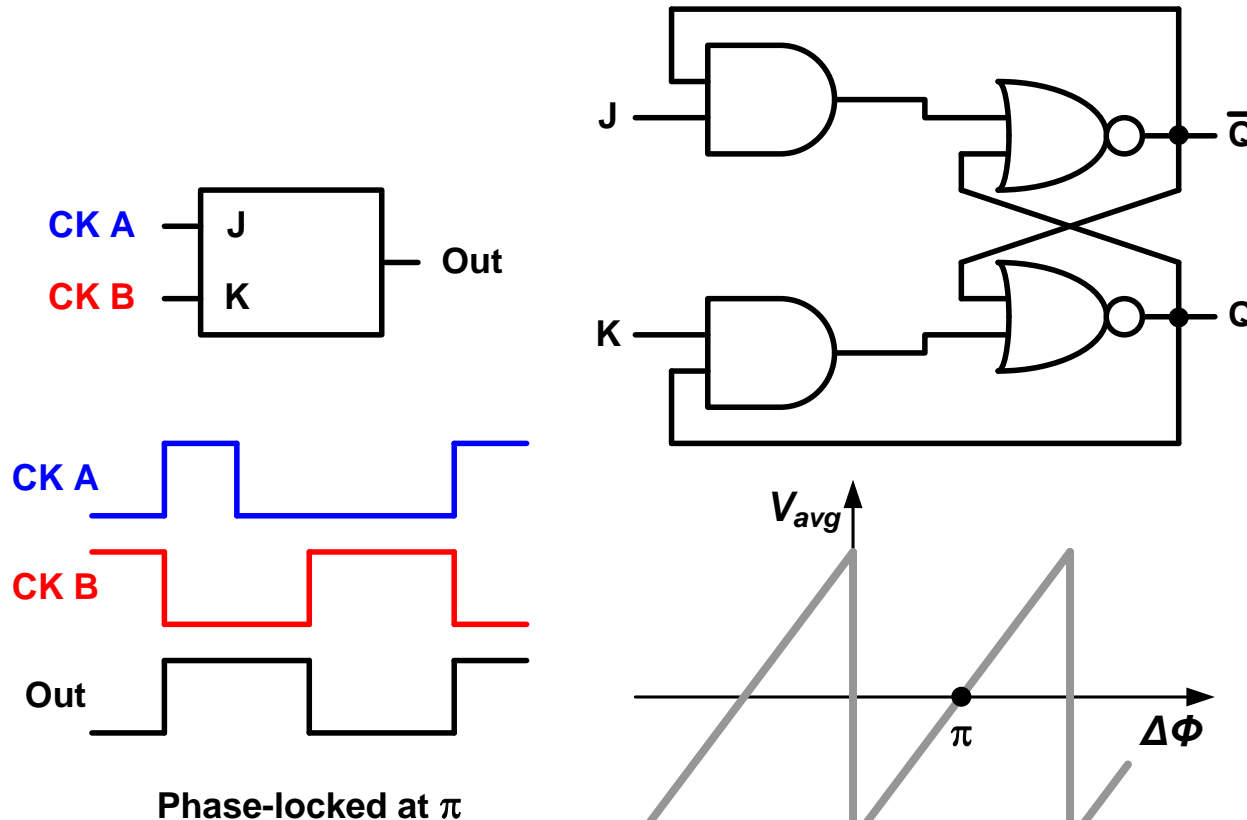 CK A
J
CK B
K
Out
CK A
CK B
Out
Phase-locked at π
J
Q̅
K
Q
V_avg
π
ΔΦ